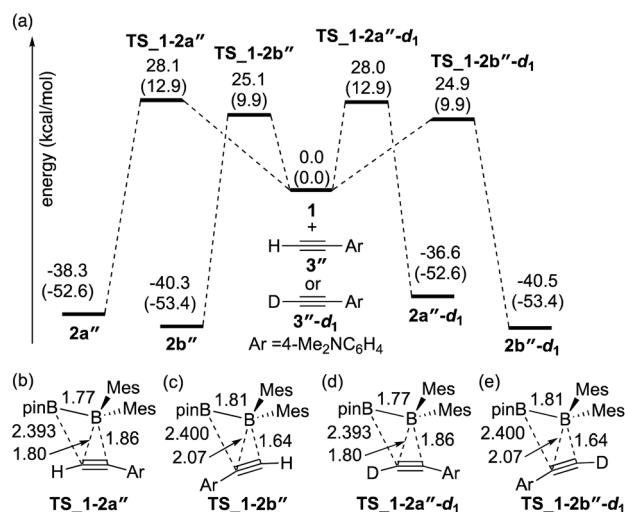 (a)
TS_1-2a″
28.1
(12.9)
TS_1-2b″
25.1
(9.9)
TS_1-2a″-d1
28.0
(12.9)
TS_1-2b″-d1
24.9
(9.9)
energy (kcal/mol)
0.0
(0.0)
1
+
H Ar
3″
or
D Ar
3″-d1
Ar =4-Me2NC6H4
-38.3
(-52.6)
2a″
-40.3
(-53.4)
2b″
-36.6
(-52.6)
2a″-d1
-40.5
(-53.4)
2b″-d1
(b)
1.77 Mes
pinB B Mes
2.393 1.86
1.80
H Ar
TS_1-2a″
(c)
1.81 Mes
pinB B Mes
2.400 1.64
2.07
H
Ar
TS_1-2b″
(d)
1.77 Mes
pinB B Mes
2.393 1.86
1.80
D Ar
TS_1-2a″-d1
(e)
1.81 Mes
pinB B Mes
2.400 1.64
2.07
D
Ar
TS_1-2b″-d1